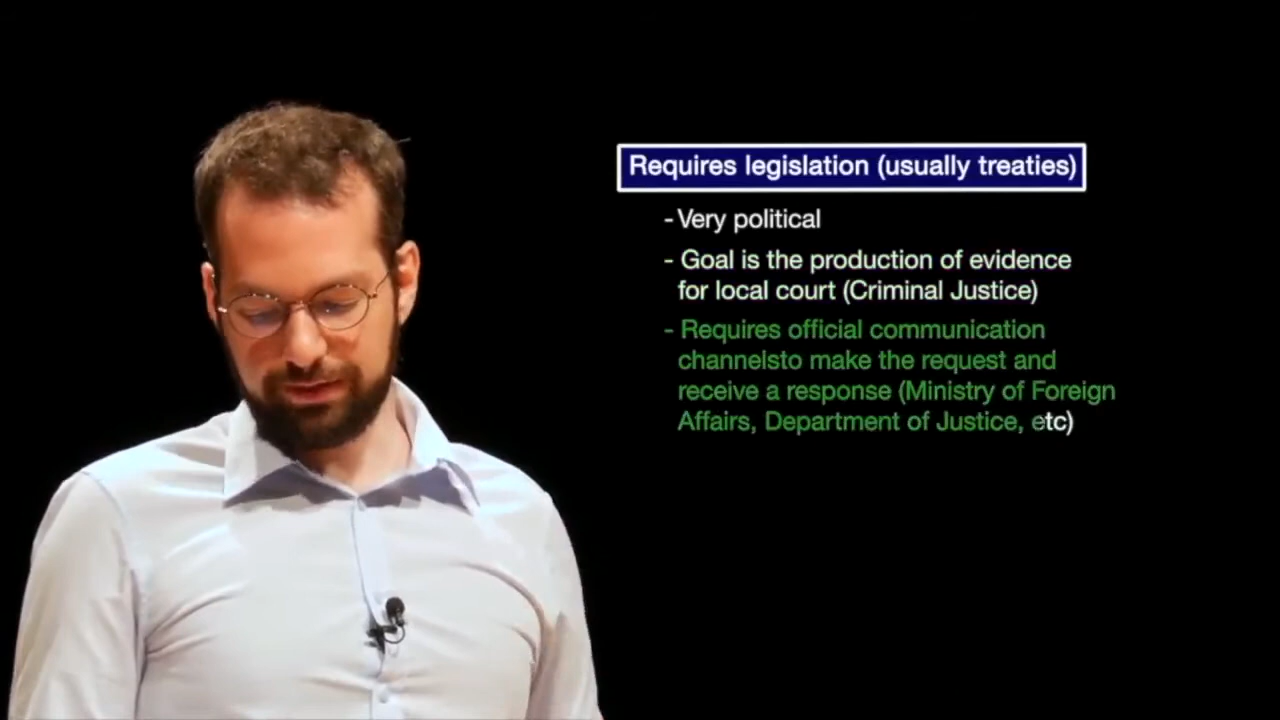 Requires legislation (usually treaties)
- Very political
- Goal is the production of evidence
for local court (Criminal Justice)
- Requires official communication
channelsto make the request and
receive a response (Ministry of Foreign
Affairs, Department of Justice, etc)